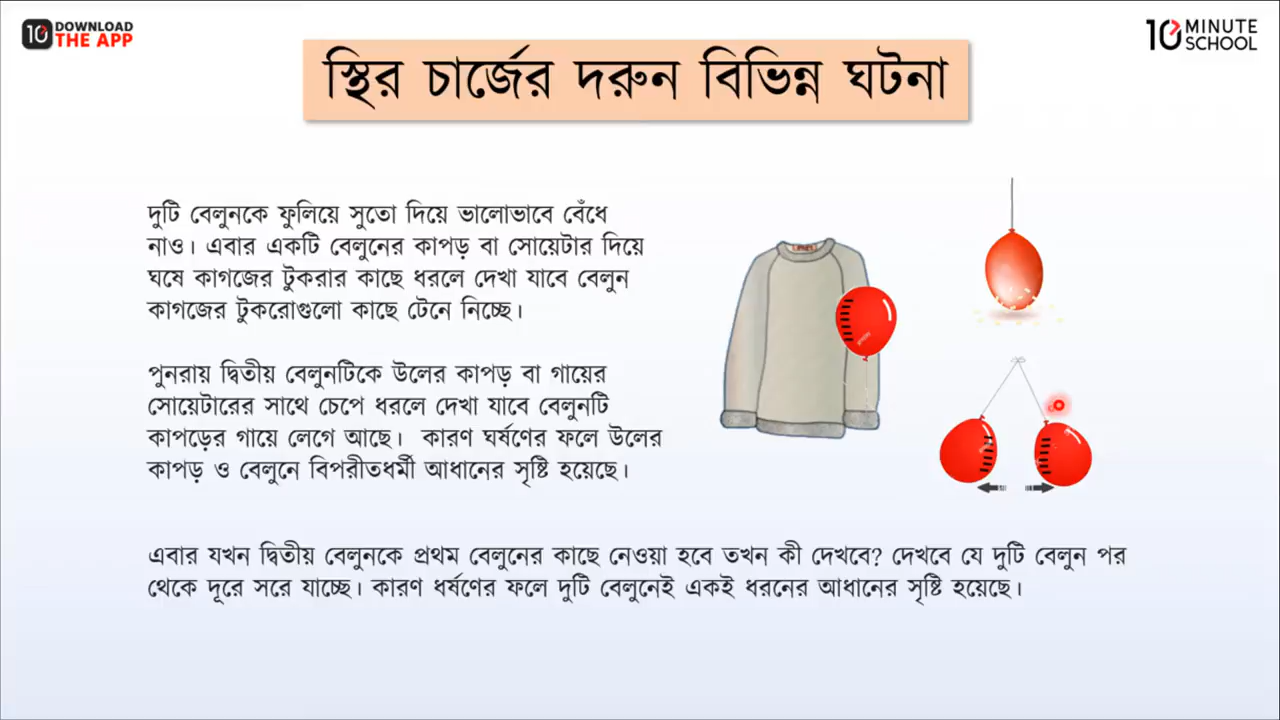 10 DOWNLOAD
THE APP
10 MINUTE
SCHOOL
স্থির চার্জের দরুন বিভিন্ন ঘটনা
দুটি বেলুনকে ফুলিয়ে সুতো দিয়ে ভালোভাবে বেঁধে
নাও। এবার একটি বেলুনের কাপড় বা সোয়েটার দিয়ে
ঘষে কাগজের টুকরার কাছে ধরলে দেখা যাবে বেলুন
কাগজের টুকরোগুলো কাছে টেনে নিচ্ছে।
পুনরায় দ্বিতীয় বেলুনটিকে উলের কাপড় বা গায়ের
সোয়েটারের সাথে চেপে ধরলে দেখা যাবে বেলুনটি
কাপড়ের গায়ে লেগে আছে। কারণ ঘর্ষণের ফলে উলের
কাপড় ও বেলুনে বিপরীতধর্মী আধানের সৃষ্টি হয়েছে।
এবার যখন দ্বিতীয় বেলুনকে প্রথম বেলুনের কাছে নেওয়া হবে তখন কী দেখবে? দেখবে যে দুটি বেলুন পর
থেকে দূরে সরে যাচ্ছে। কারণ ধর্ষণের ফলে দুটি বেলুনেই একই ধরনের আধানের সৃষ্টি হয়েছে।